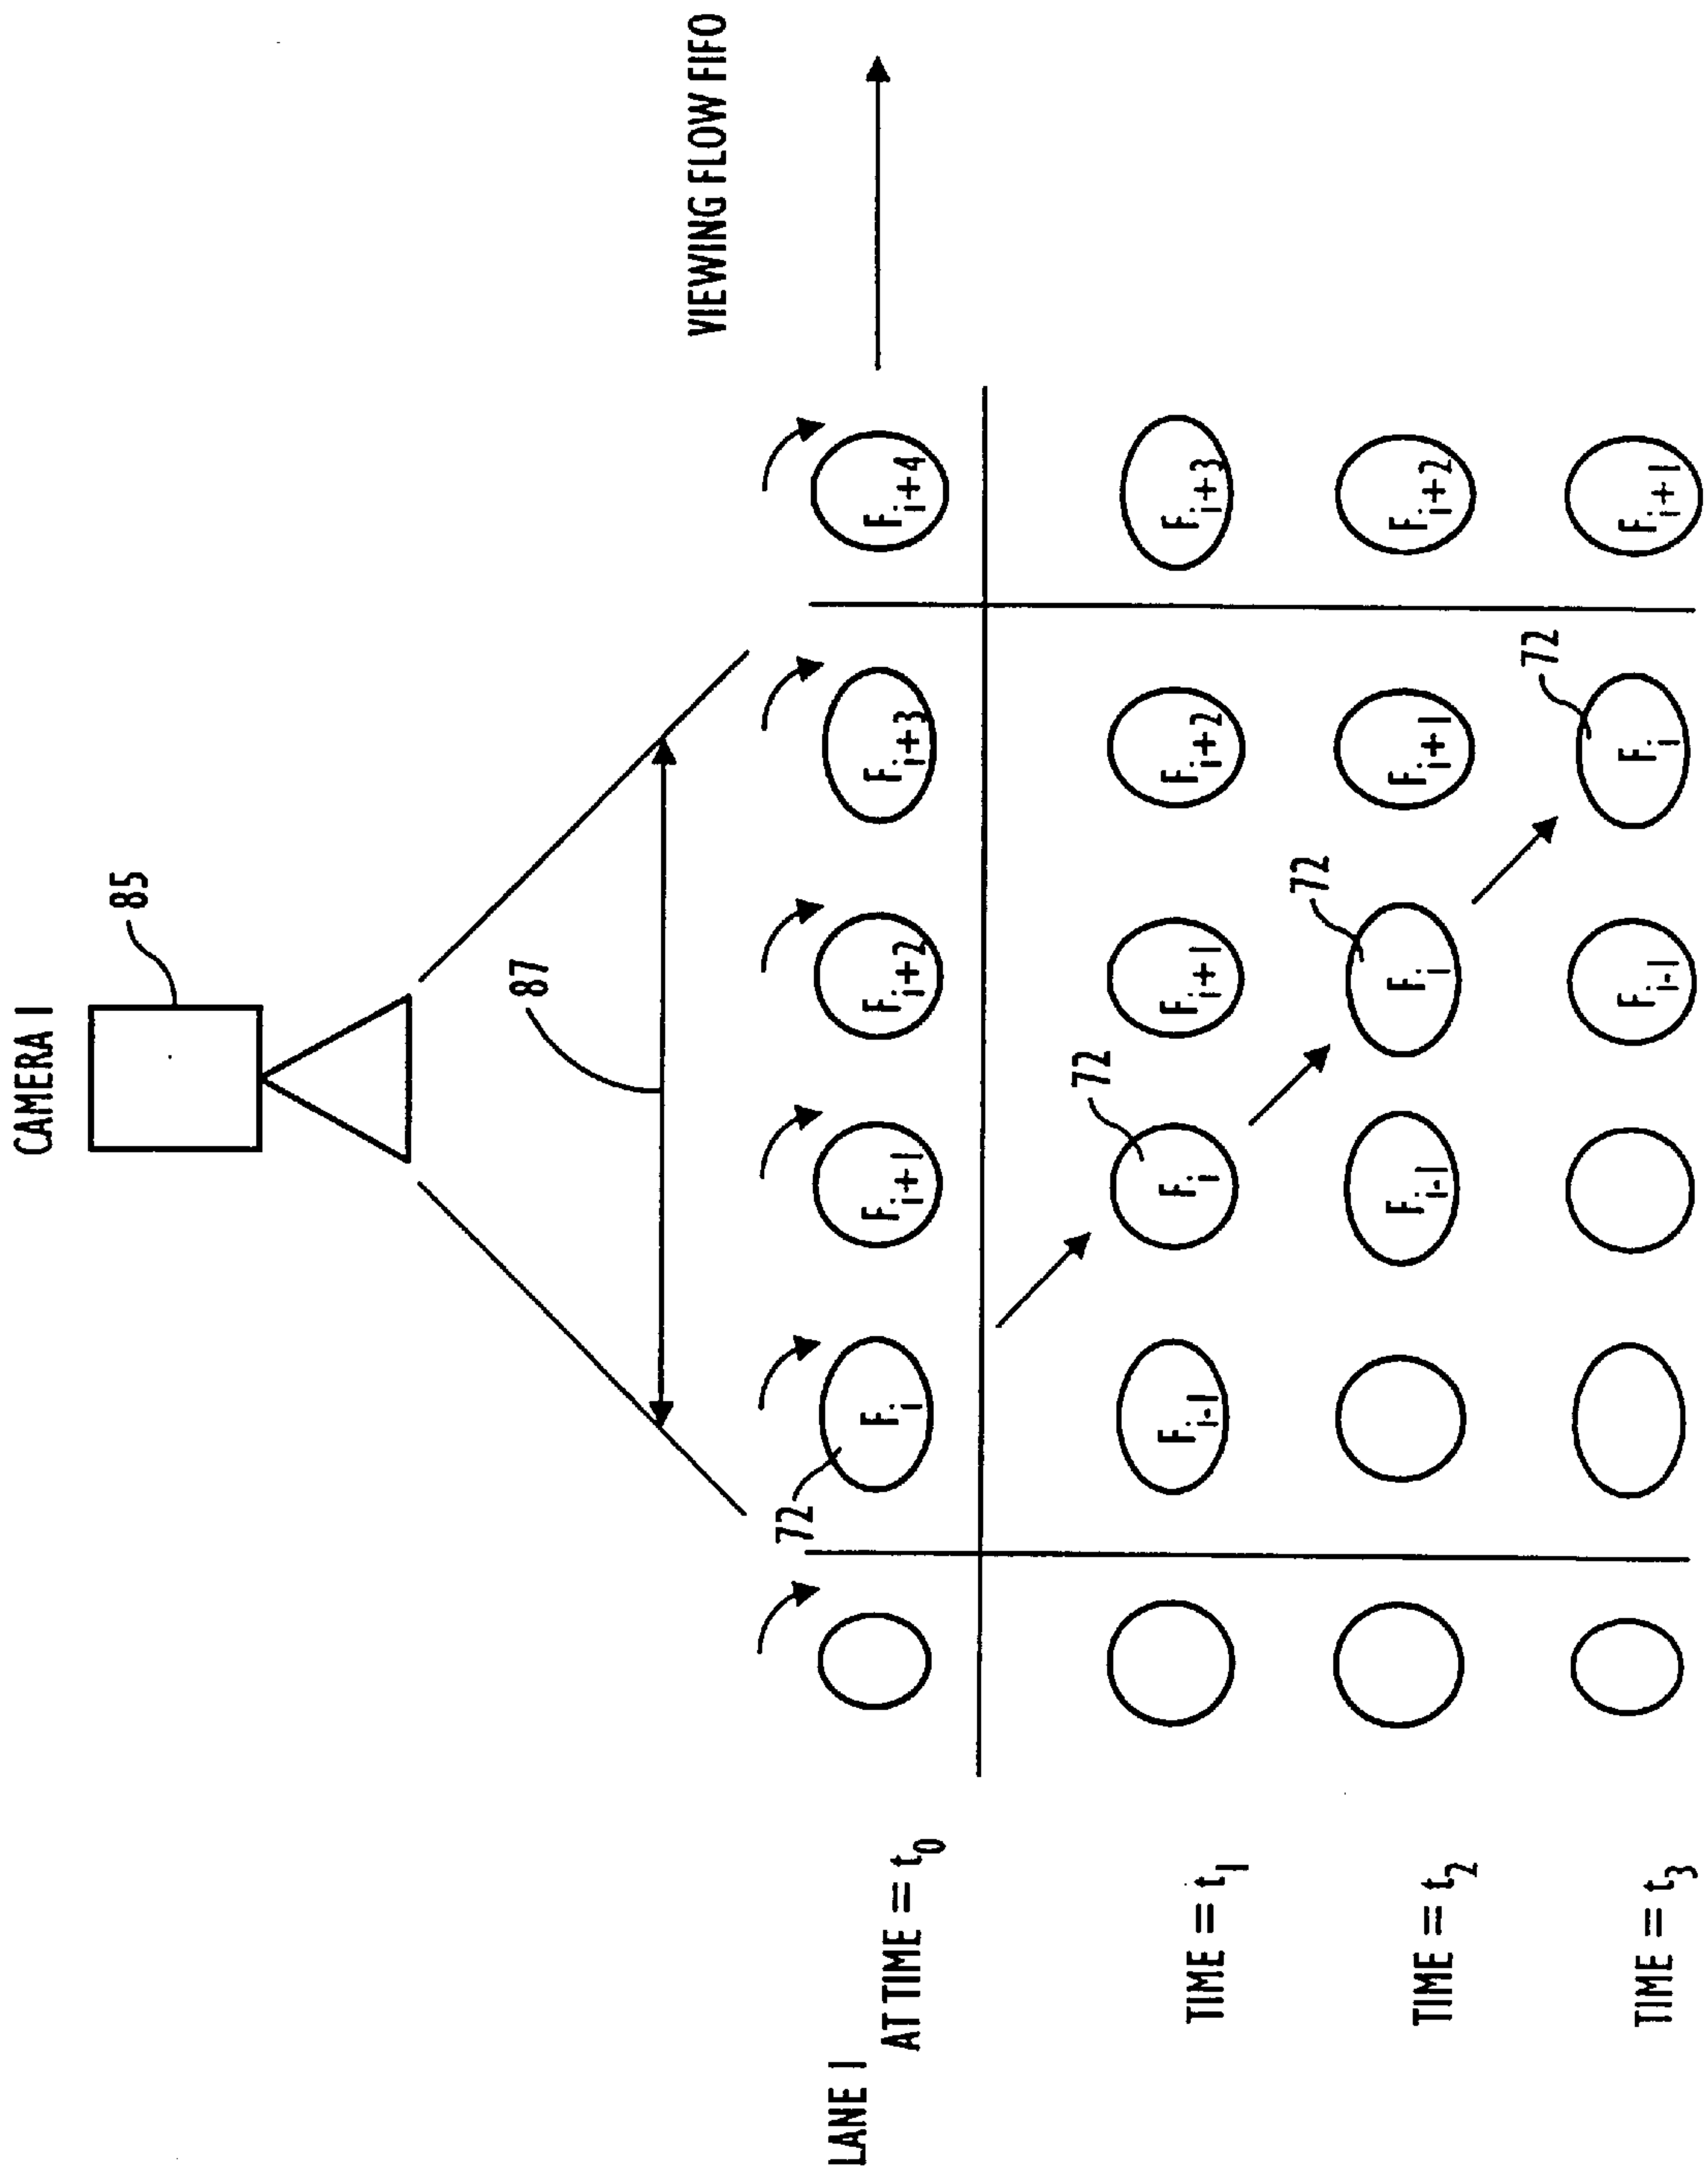 CAMERA 1
85
87
VIEWING FLOW FIFO
LANE 1
AT TIME = t₀
72
Fᵢ Fᵢ₊₁ Fᵢ₊₂ Fᵢ₊₃ Fᵢ₊₄
72
TIME = t₁
Fᵢ₋₁ Fᵢ Fᵢ₊₁ Fᵢ₊₂ Fᵢ₊₃
72
TIME = t₂
Fᵢ₋₁ Fᵢ Fᵢ₊₁ Fᵢ₊₂
72
TIME = t₃
Fᵢ₋₁ Fᵢ Fᵢ₊₁